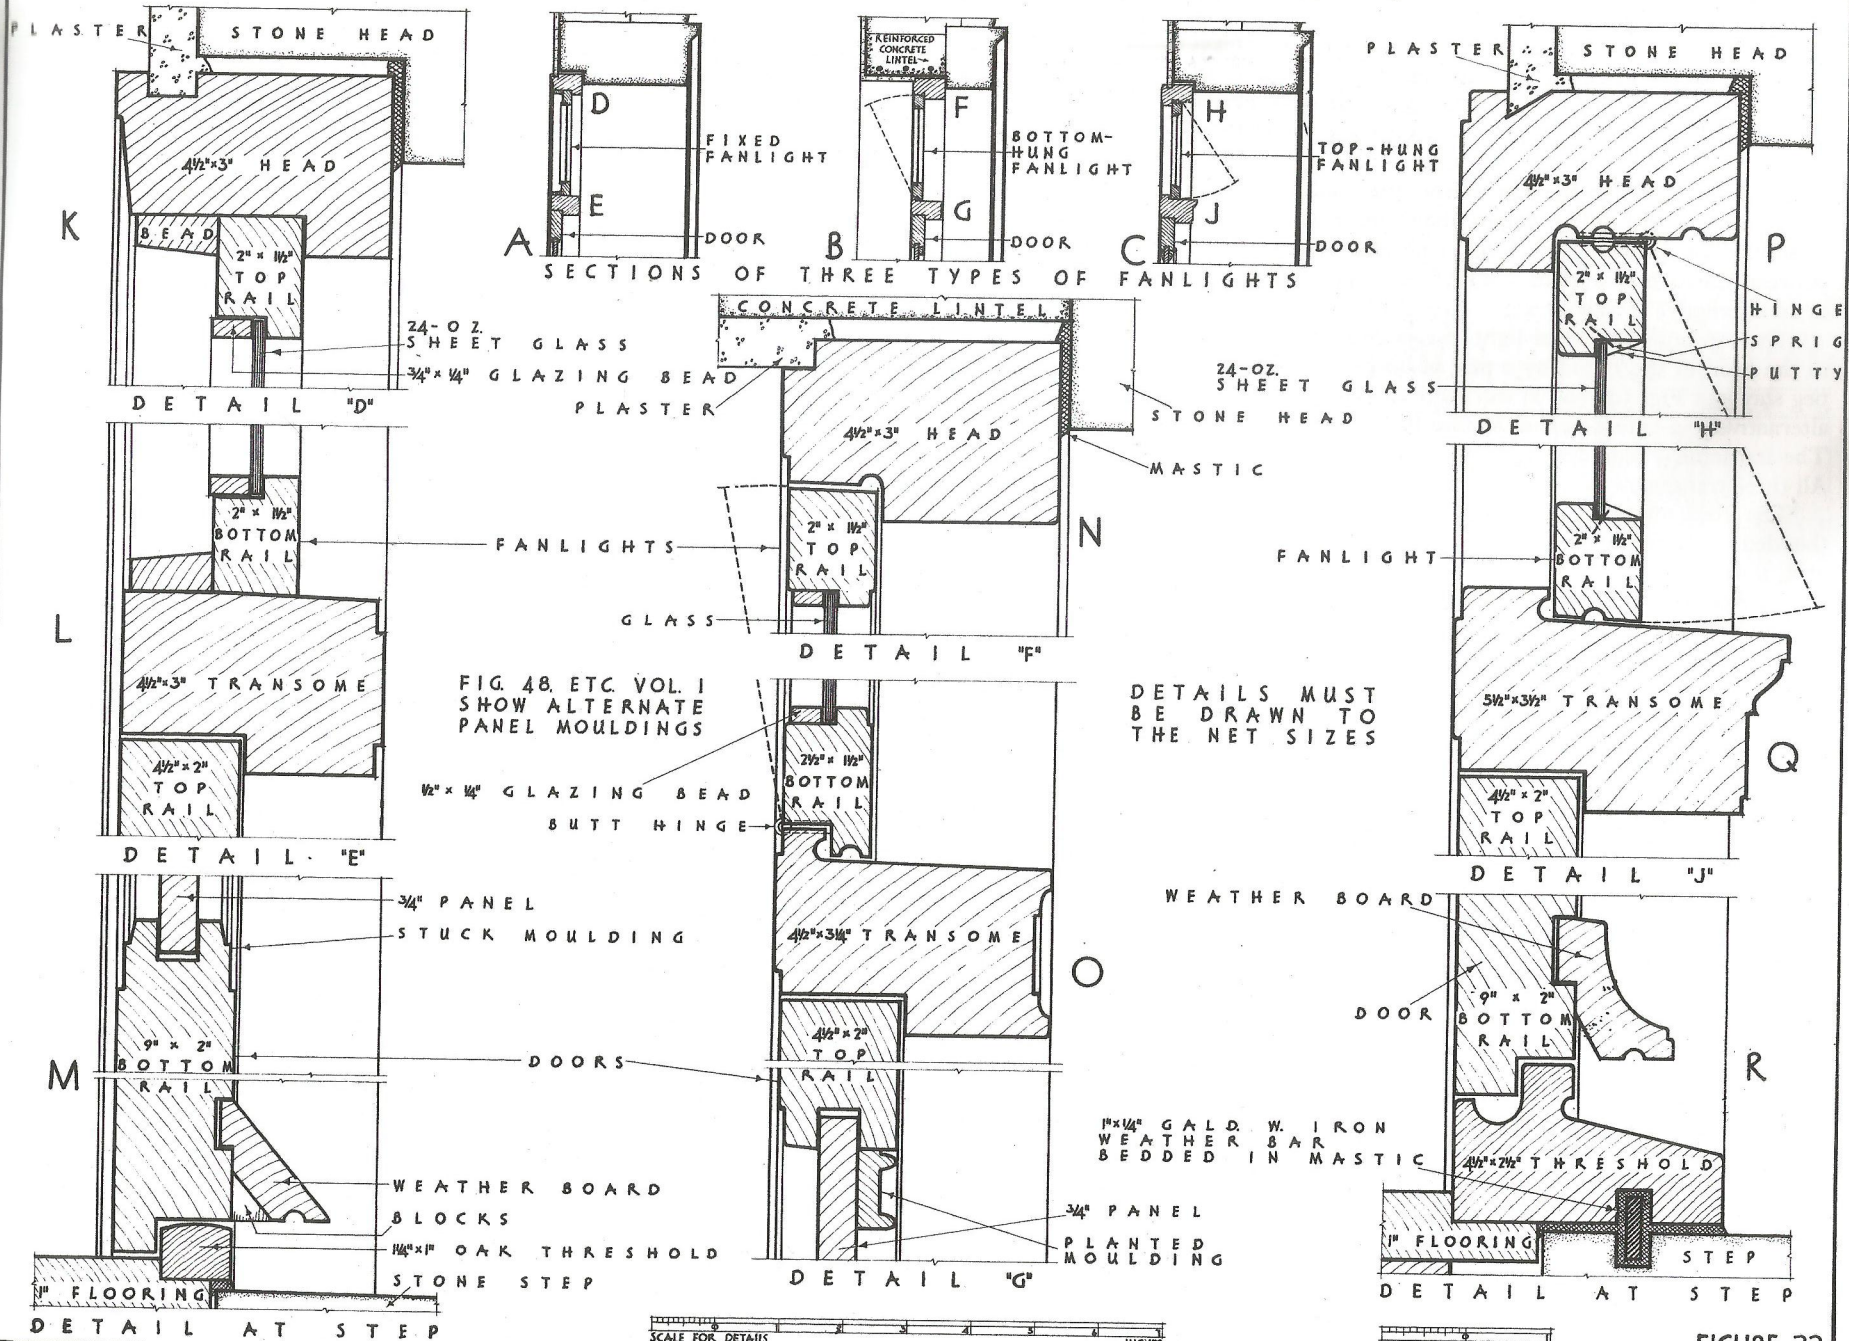 PLASTER
STONE HEAD
4½"×3" HEAD
K
BEAD
2" × 1½"
TOP
RAIL
24-OZ.
SHEET GLASS
¾"×¼" GLAZING BEAD
DETAIL "D"
2" × 1½"
BOTTOM
RAIL
L
4½"×3" TRANSOME
4½"×2"
TOP
RAIL
DETAIL "E"
¾" PANEL
STUCK MOULDING
9" × 2"
BOTTOM
RAIL
M
WEATHER BOARD
BLOCKS
1¼"×1" OAK THRESHOLD
STONE STEP
1" FLOORING
DETAIL AT STEP
D
FIXED
FANLIGHT
E
A
DOOR
REINFORCED
CONCRETE
LINTEL
F
BOTTOM-
HUNG
FANLIGHT
G
B
DOOR
H
TOP-HUNG
FANLIGHT
J
C
DOOR
SECTIONS OF THREE TYPES OF FANLIGHTS
CONCRETE LINTEL
PLASTER
STONE HEAD
4½"×3" HEAD
MASTIC
N
2" × 1½"
TOP
RAIL
FANLIGHTS
GLASS
DETAIL "F"
FIG. 48, ETC. VOL. I
SHOW ALTERNATE
PANEL MOULDINGS
DETAILS MUST
BE DRAWN TO
THE NET SIZES
2½" × 1½"
BOTTOM
RAIL
½"× ¼" GLAZING BEAD
BUTT HINGE
4½"×3¼" TRANSOME
O
4½"×2"
TOP
RAIL
DOORS
¾" PANEL
PLANTED
MOULDING
DETAIL "G"
SCALE FOR DETAILS
INCHES
PLASTER
STONE HEAD
4½"×3" HEAD
P
2" × 1½"
TOP
RAIL
HINGE
SPRIG
PUTTY
24-OZ.
SHEET GLASS
DETAIL "H"
FANLIGHT
2" × 1½"
BOTTOM
RAIL
5½"×3½" TRANSOME
Q
4½"×2"
TOP
RAIL
DETAIL "J"
WEATHER BOARD
DOOR
9" × 2"
BOTTOM
RAIL
R
1"×¼" GALD. W. IRON
WEATHER BAR
BEDDED IN MASTIC
4½"×2½" THRESHOLD
1" FLOORING
STEP
DETAIL AT STEP